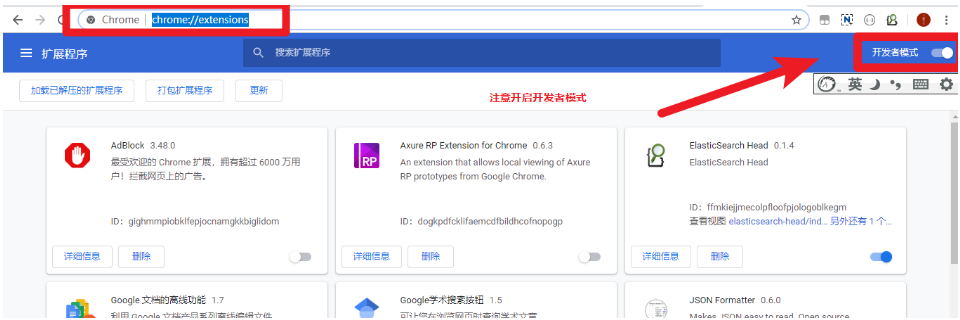 Chrome chrome://extensions
扩展程序 搜索扩展程序 开发者模式
英
加载已解压的扩展程序 打包扩展程序 更新
注意开启开发者模式
AdBlock 3.48.0
最受欢迎的 Chrome 扩展，拥有超过 6000 万用
户！拦截网页上的广告。
ID：gighmmpiobklfepjocnamgkkbiglidom
详细信息 删除
Axure RP Extension for Chrome 0.6.3
An extension that allows local viewing of Axure
RP prototypes from Google Chrome.
ID：dogkpdfcklifaemcdfbildhcofnopogp
详细信息 删除
ElasticSearch Head 0.1.4
ElasticSearch Head
ID：ffmkiejjmecolpfloofpjologoblkegm
查看视图 elasticsearch-head/ind... 另外还有 1 个...
详细信息 删除
Google 文档的离线功能 1.7
利用 Google 文档产品系列离线编辑文件
Google学术搜索按钮 1.5
可让您在浏览网页时查询学术文章
JSON Formatter 0.6.0
Makes JSON easy to read. Open source.